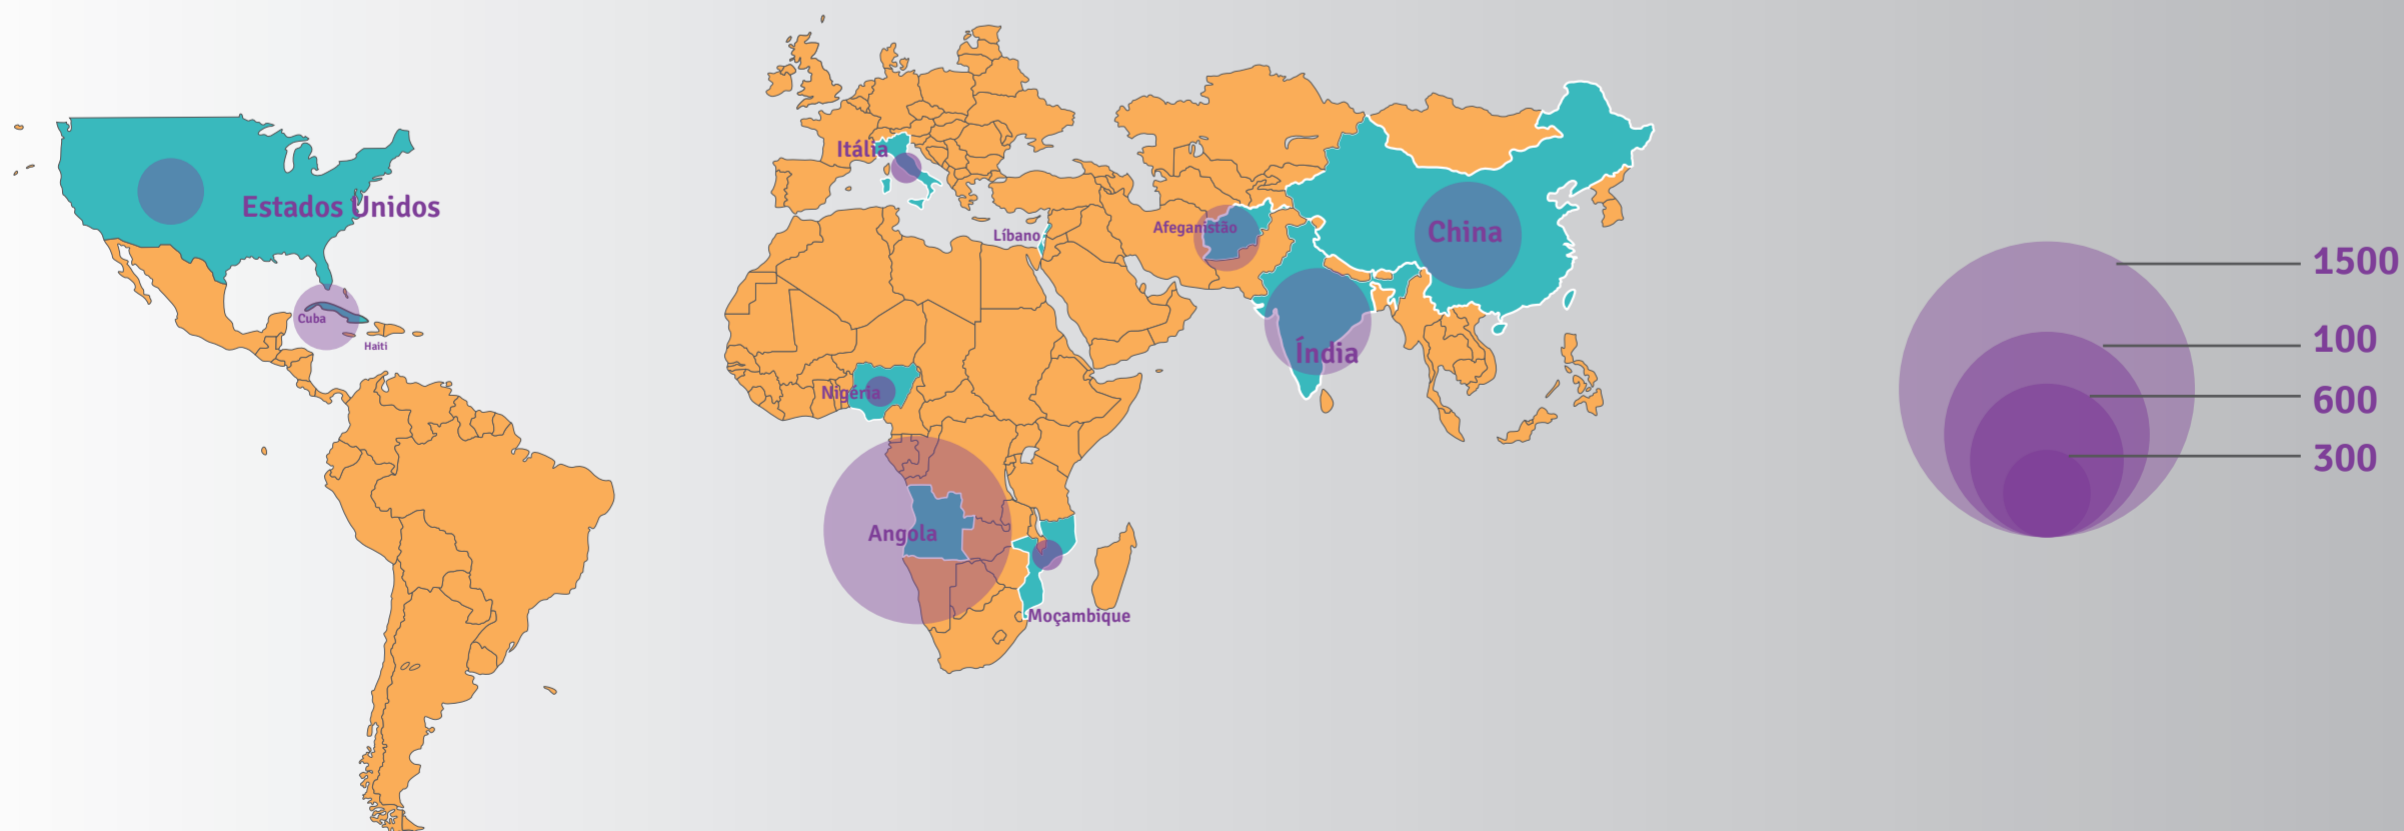 Itália
Estados Unidos
Afeganistão
Líbano
China
Cuba
Haiti
Índia
Nigéria
Angola
Moçambique
1500
100
600
300